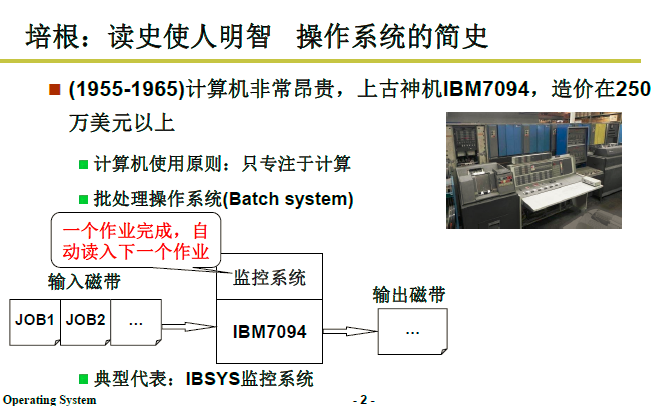 培根：读史使人明智 操作系统的简史
(1955-1965)计算机非常昂贵，上古神机IBM7094，造价在250
万美元以上
计算机使用原则：只专注于计算
批处理操作系统(Batch system)
一个作业完成，自
动读入下一个作业
输入磁带
监控系统
输出磁带
JOB1 JOB2 …
IBM7094
…
典型代表：IBSYS监控系统
Operating System
- 2 -